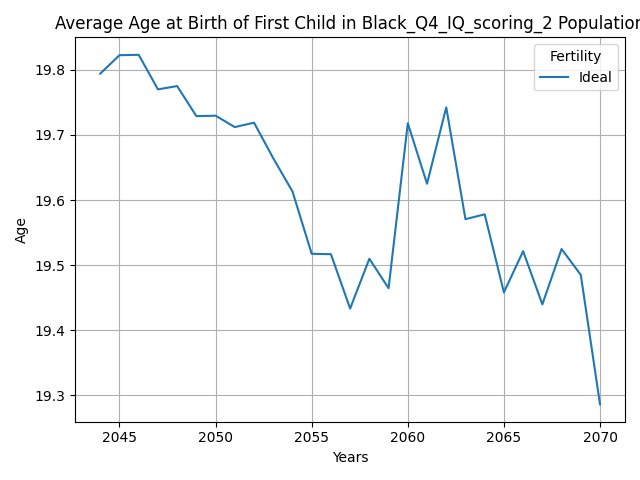 Average Age at Birth of First Child in Black_Q4_IQ_scoring_2 Population
Fertility
Ideal
19.8
19.7
19.6
19.5
19.4
19.3
Age
2045 2050 2055 2060 2065 2070
Years